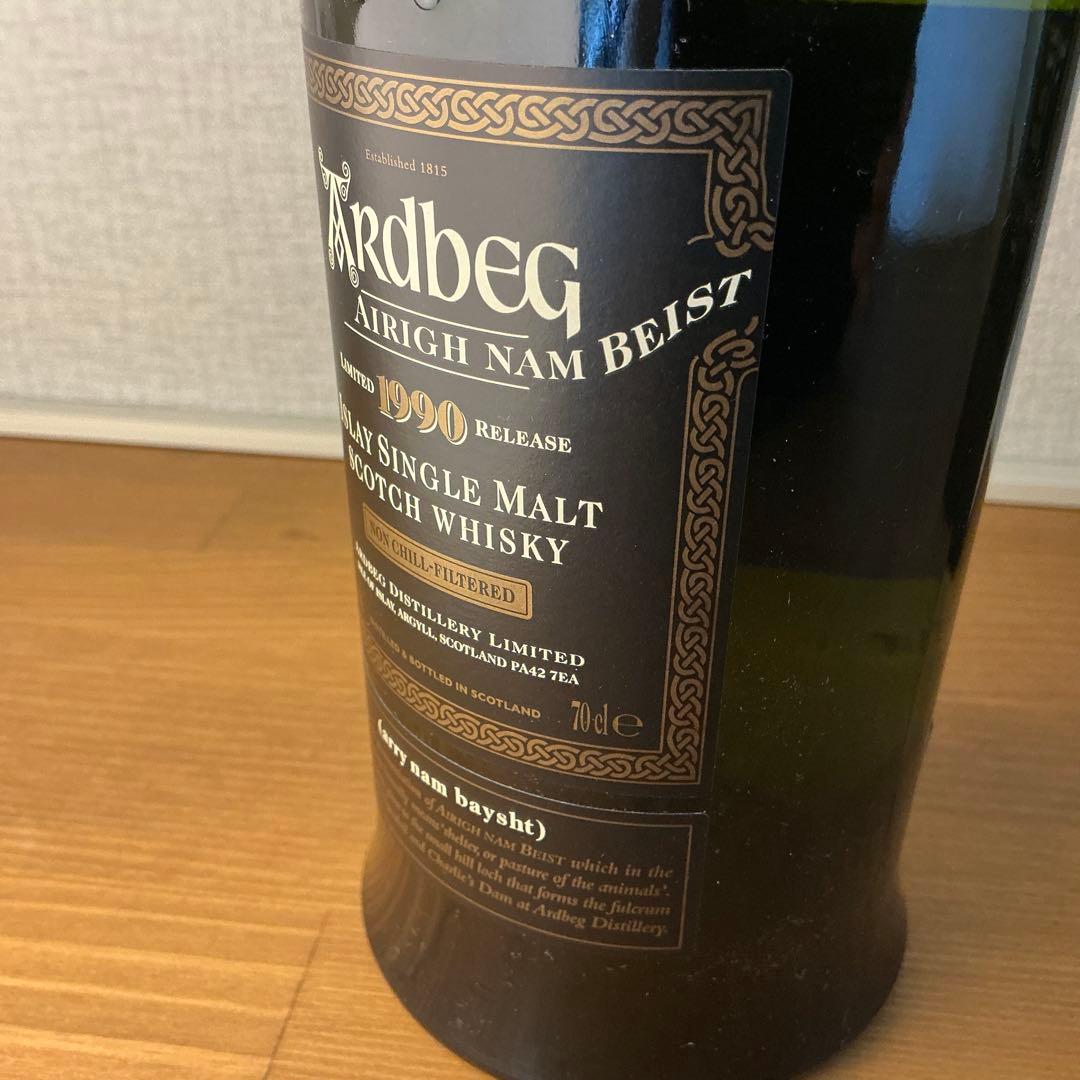 Established 1815
ARdbEG
AIRIGH NAM BEIST
LIMITED 1990 RELEASE
ISLAY SINGLE MALT
SCOTCH WHISKY
NON CHILL-FILTERED
ARDBEG DISTILLERY LIMITED
ISLE OF ISLAY, ARGYLL, SCOTLAND PA42 7EA
DISTILLED & BOTTLED IN SCOTLAND
70cl e
(arry nam baysht)
of AIRIGH NAM BEIST which in the
means 'shelter, or pasture of the animals'.
the small hill loch that forms the fulcrum
and Charlie's Dam at Ardbeg Distillery.